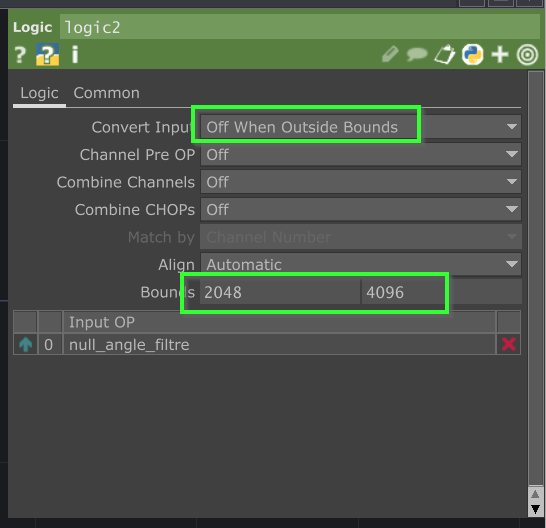 Logic logic2
? ? i
Logic Common
Convert Input Off When Outside Bounds
Channel Pre OP Off
Combine Channels Off
Combine CHOPs Off
Match by Channel Number
Align Automatic
Bounds 2048 4096
Input OP
0 null_angle_filtre